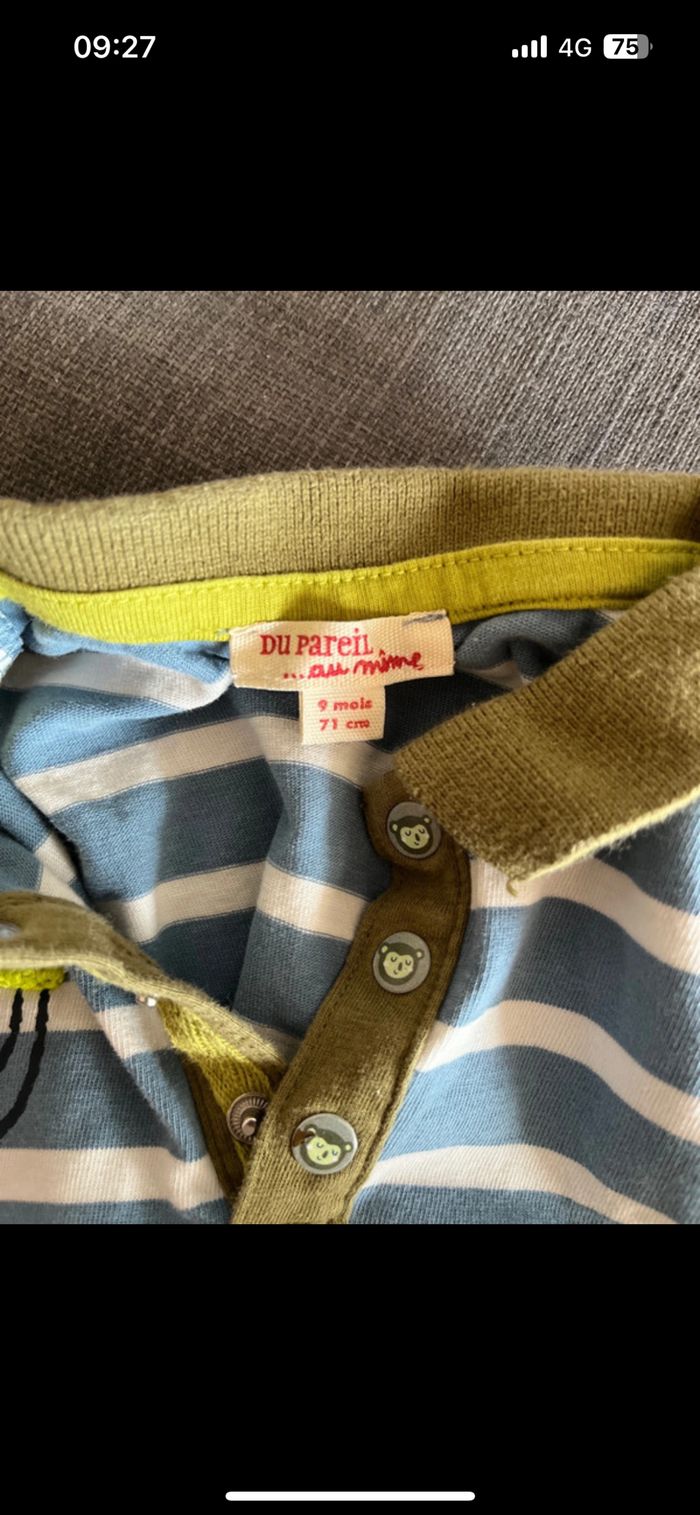 09:27
4G 75
DU PAREIL
...au même
9 mois
71 cm